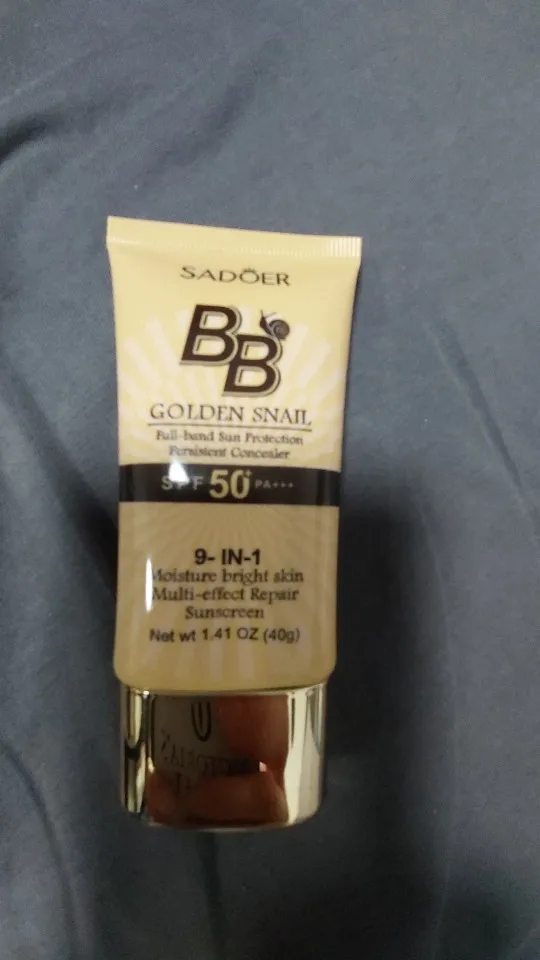 SADOER
BB
GOLDEN SNAIL
Full-band Sun Protection
Persistent Concealer
SPF 50+ PA+++
9- IN-1
Moisture bright skin
Multi-effect Repair
Sunscreen
Net wt 1.41 OZ (40g)